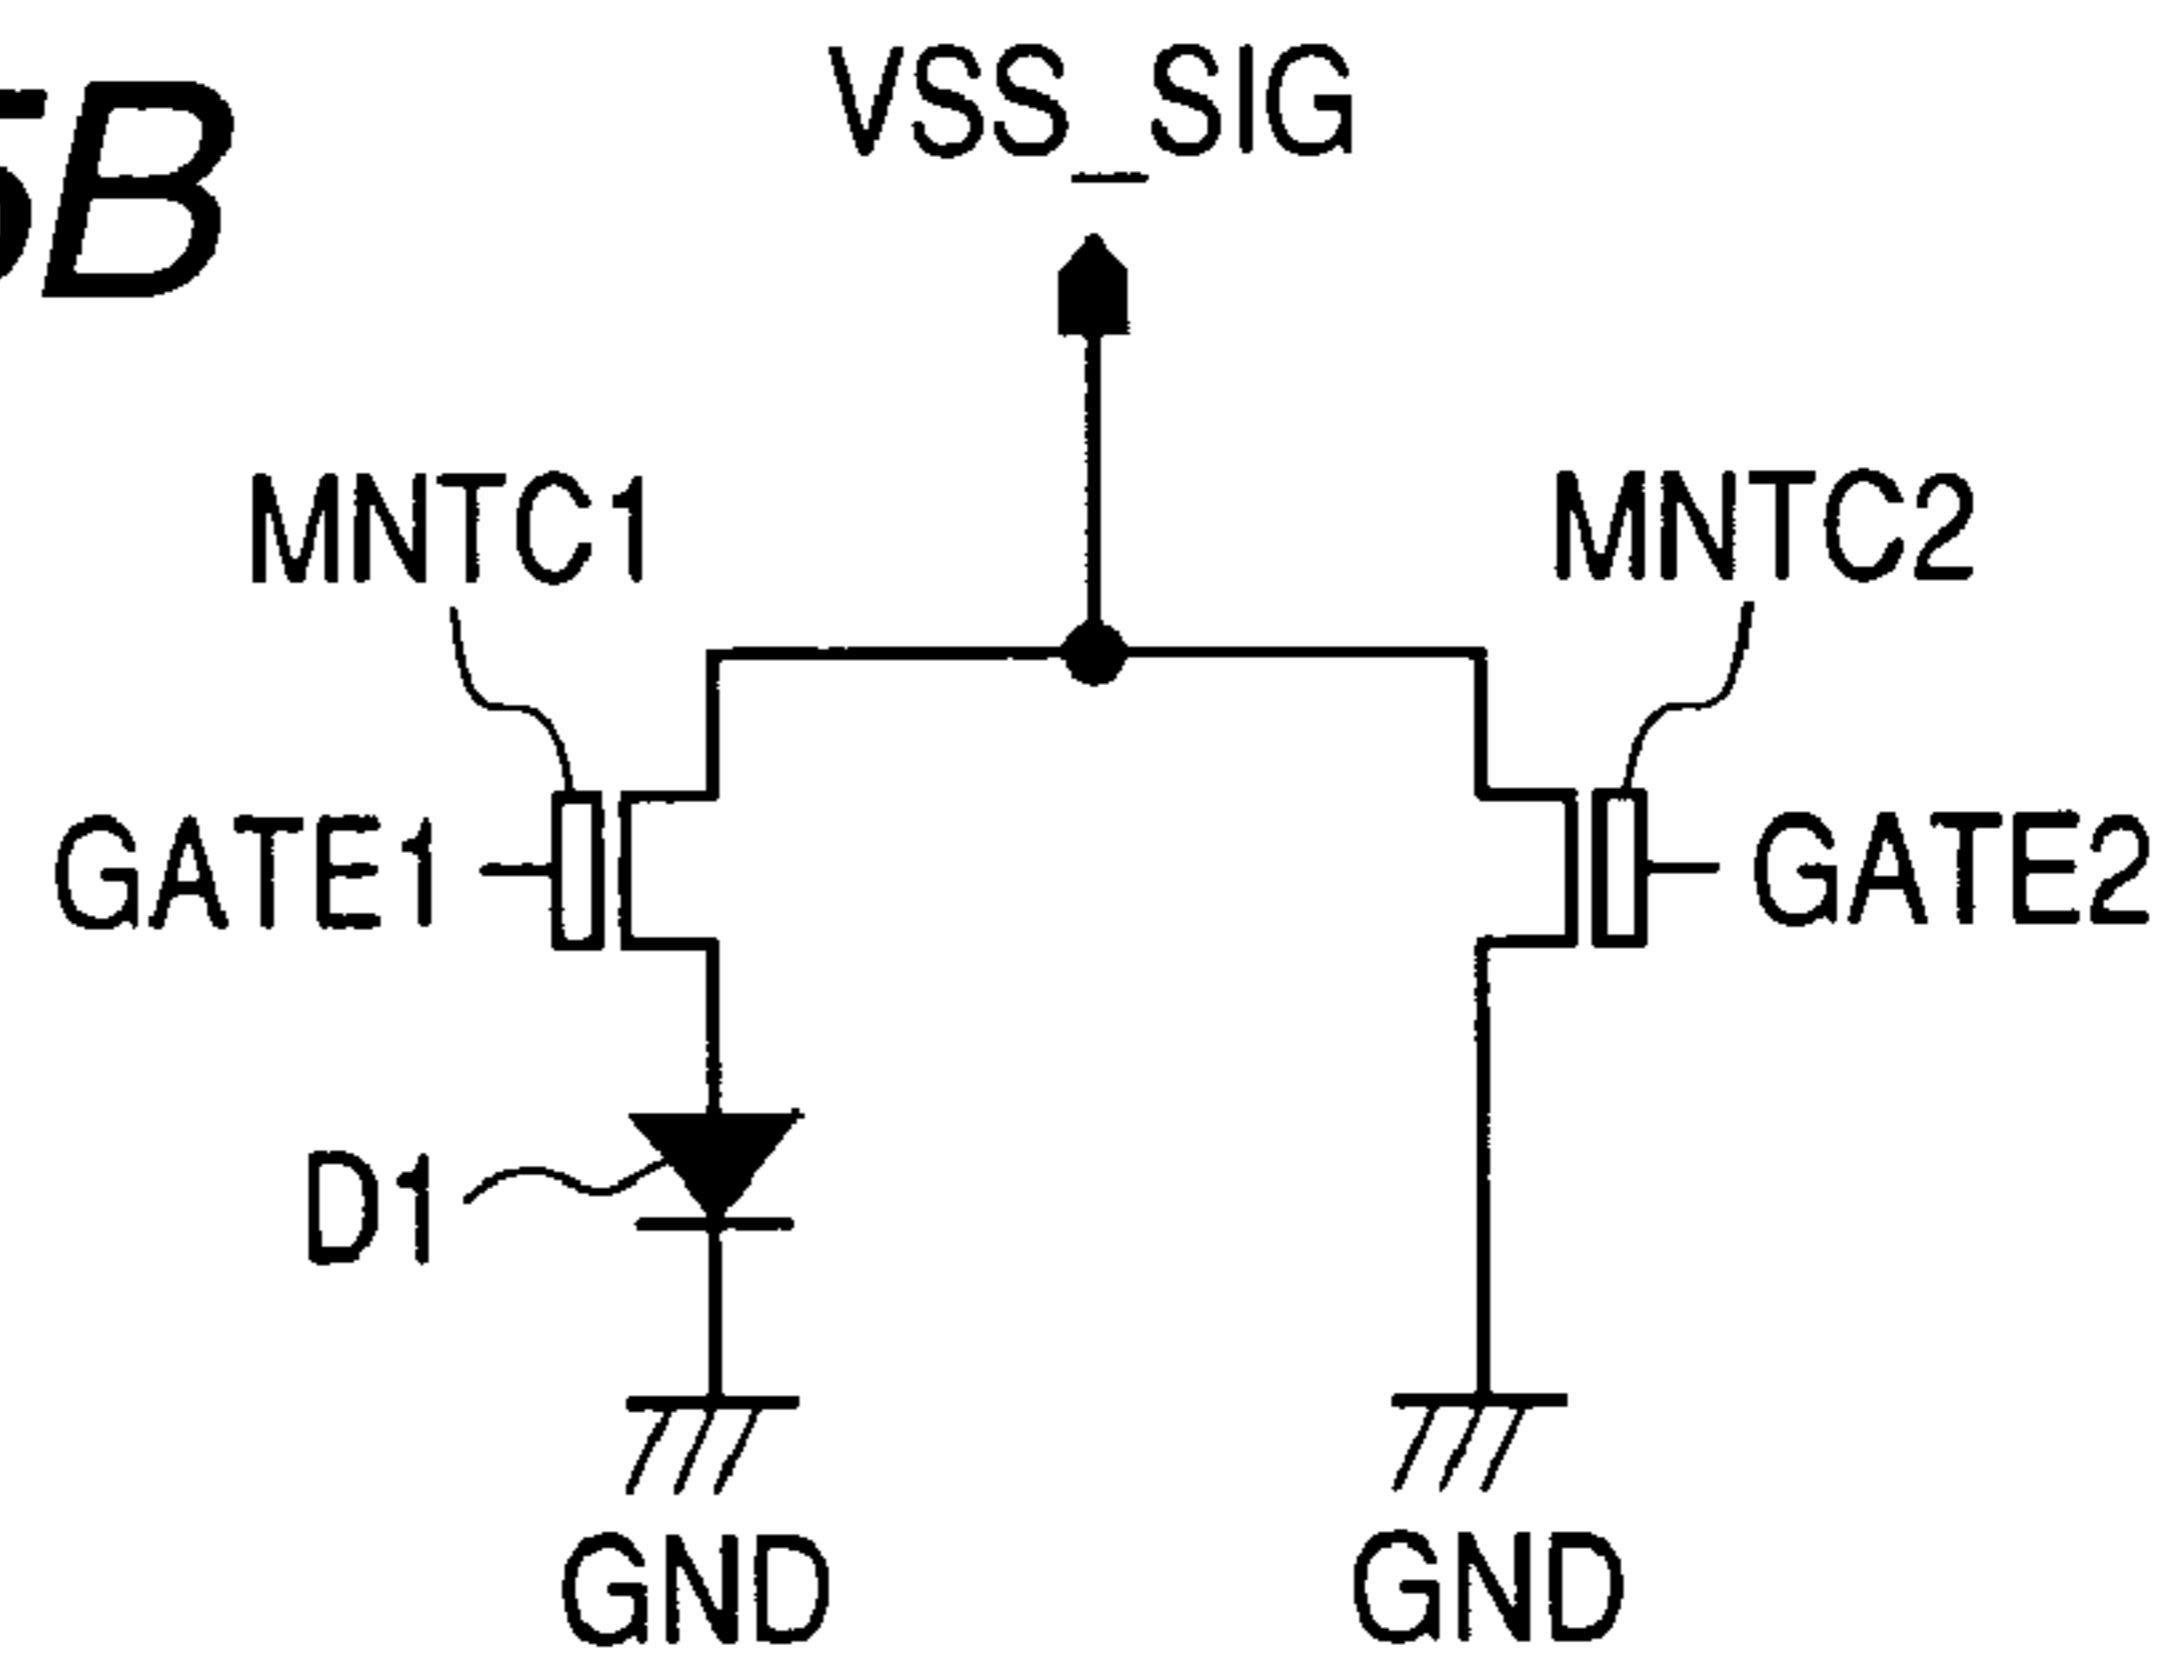 5B
VSS_SIG
MNTC1 MNTC2
GATE1 GATE2
D1
GND GND